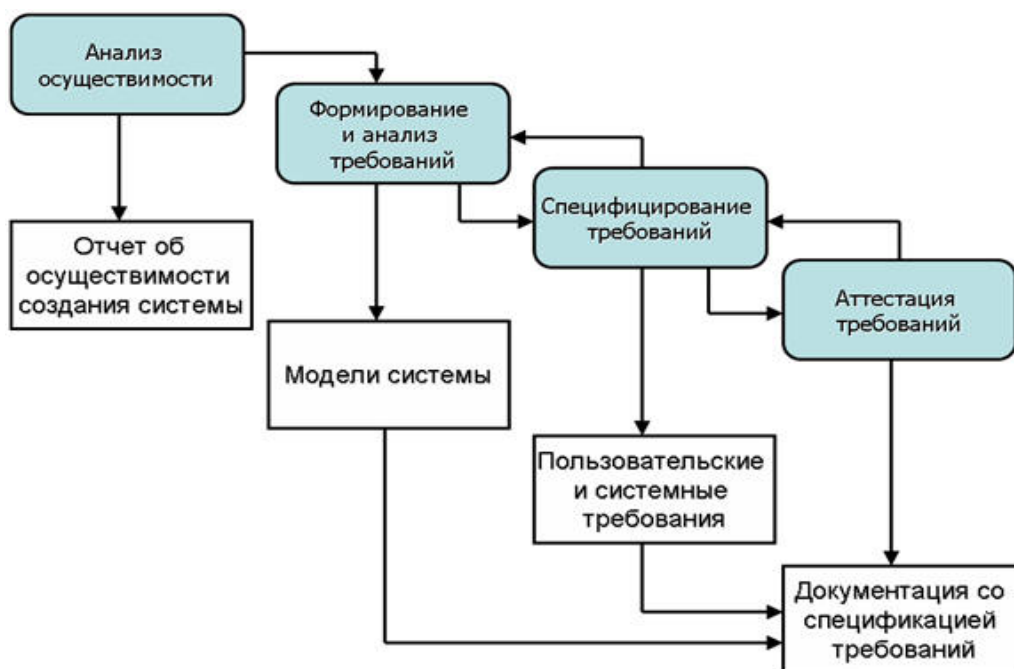 Анализ
осуществимости
Формирование
и анализ
требований
Специфицирование
требований
Отчет об
осуществимости
создания системы
Аттестация
требований
Модели системы
Пользовательские
и системные
требования
Документация со
спецификацией
требований